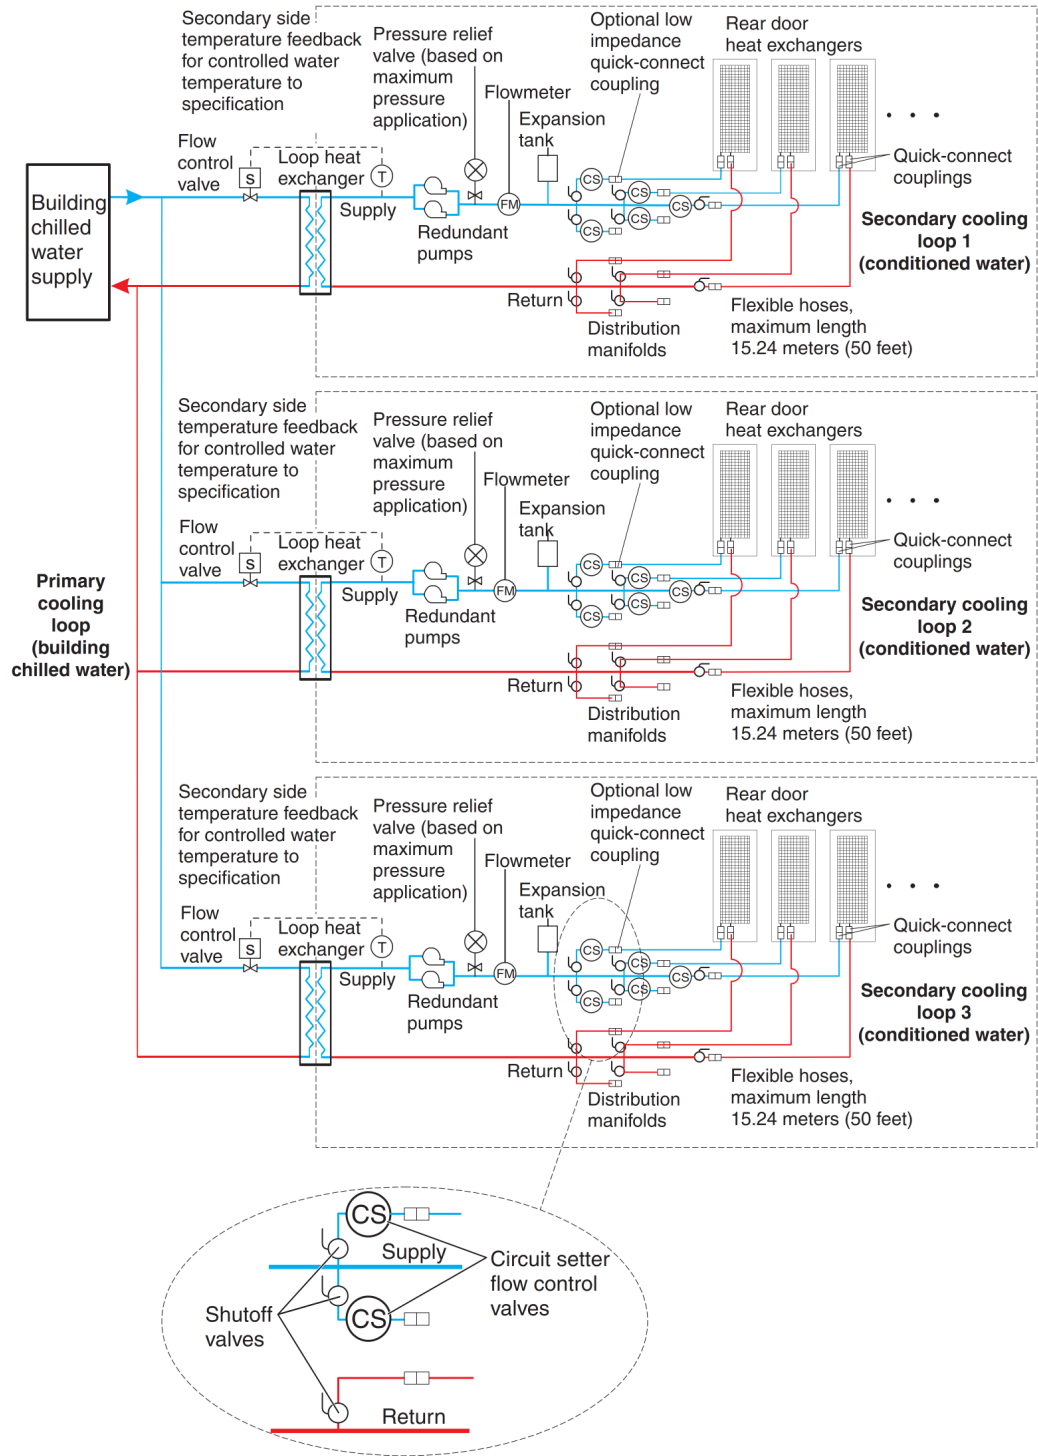 Secondary side
temperature feedback
for controlled water
temperature to
specification
Pressure relief
valve (based on
maximum
pressure
application)
Optional low
impedance
quick-connect
coupling
Rear door
heat exchangers
Flowmeter
Expansion
tank
Flow
control
valve
S
Loop heat
exchanger
T
Supply
Redundant
pumps
FM
CS
CS
CS
CS
CS
Quick-connect
couplings
Building
chilled
water
supply
Secondary cooling
loop 1
(conditioned water)
Return
Distribution
manifolds
Flexible hoses,
maximum length
15.24 meters (50 feet)
Secondary side
temperature feedback
for controlled water
temperature to
specification
Pressure relief
valve (based on
maximum
pressure
application)
Optional low
impedance
quick-connect
coupling
Rear door
heat exchangers
Flowmeter
Expansion
tank
Flow
control
valve
S
Loop heat
exchanger
T
Supply
Redundant
pumps
FM
CS
CS
CS
CS
CS
Quick-connect
couplings
Primary
cooling
loop
(building
chilled water)
Secondary cooling
loop 2
(conditioned water)
Return
Distribution
manifolds
Flexible hoses,
maximum length
15.24 meters (50 feet)
Secondary side
temperature feedback
for controlled water
temperature to
specification
Pressure relief
valve (based on
maximum
pressure
application)
Optional low
impedance
quick-connect
coupling
Rear door
heat exchangers
Flowmeter
Expansion
tank
Flow
control
valve
S
Loop heat
exchanger
T
Supply
Redundant
pumps
FM
CS
CS
CS
CS
CS
Quick-connect
couplings
Secondary cooling
loop 3
(conditioned water)
Return
Distribution
manifolds
Flexible hoses,
maximum length
15.24 meters (50 feet)
CS
Supply
CS
Circuit setter
flow control
valves
Shutoff
valves
Return